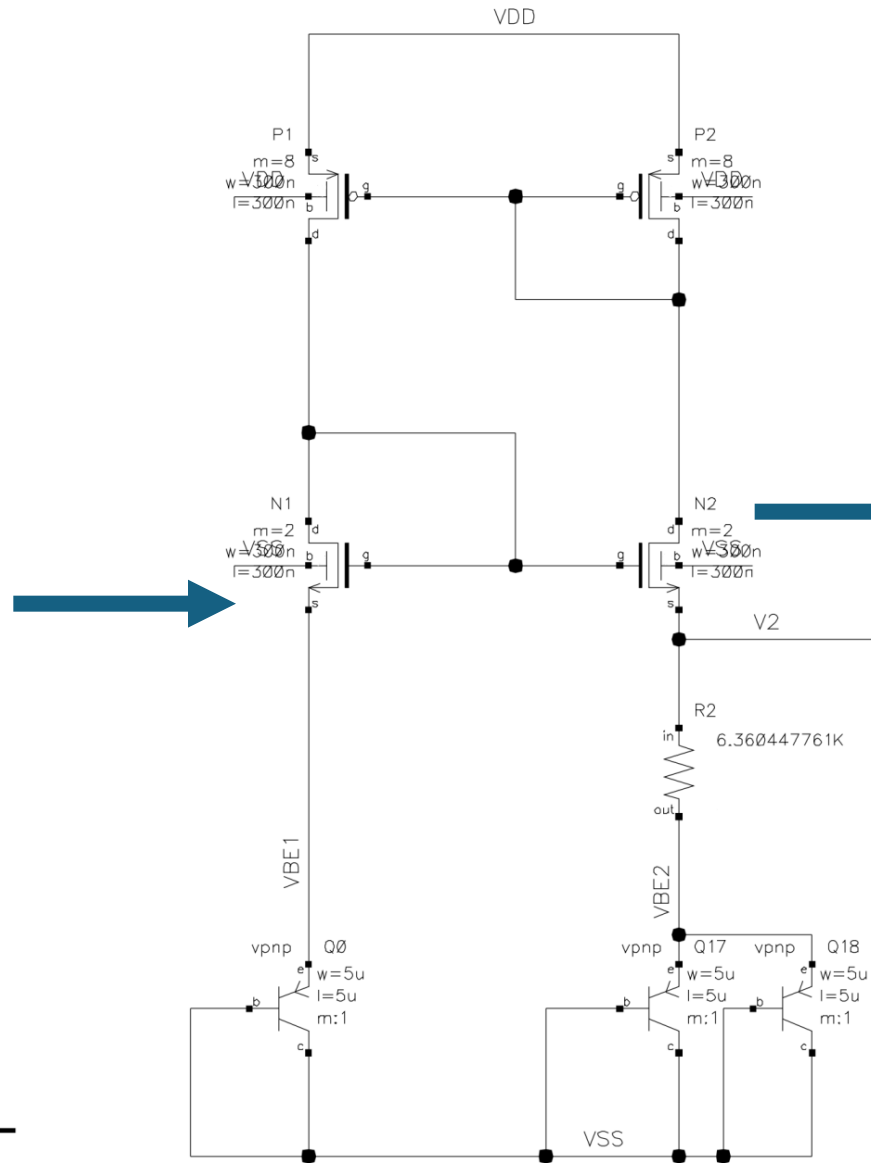 VDD
P1
s
m=8
VDD
w=300n
l=300n
g
b
d
P2
s
m=8
VDD
w=300n
l=300n
g
b
d
N1
d
m=2
VSS
w=300n
l=300n
g
b
s
N2
d
m=2
VSS
w=300n
l=300n
g
b
s
V2
R2
in
6.360447761K
out
VBE1
VBE2
vpnp Q0
e w=5u
l=5u
b
m:1
c
vpnp Q17
e w=5u
l=5u
b
m:1
c
vpnp Q18
e w=5u
l=5u
b
m:1
c
VSS